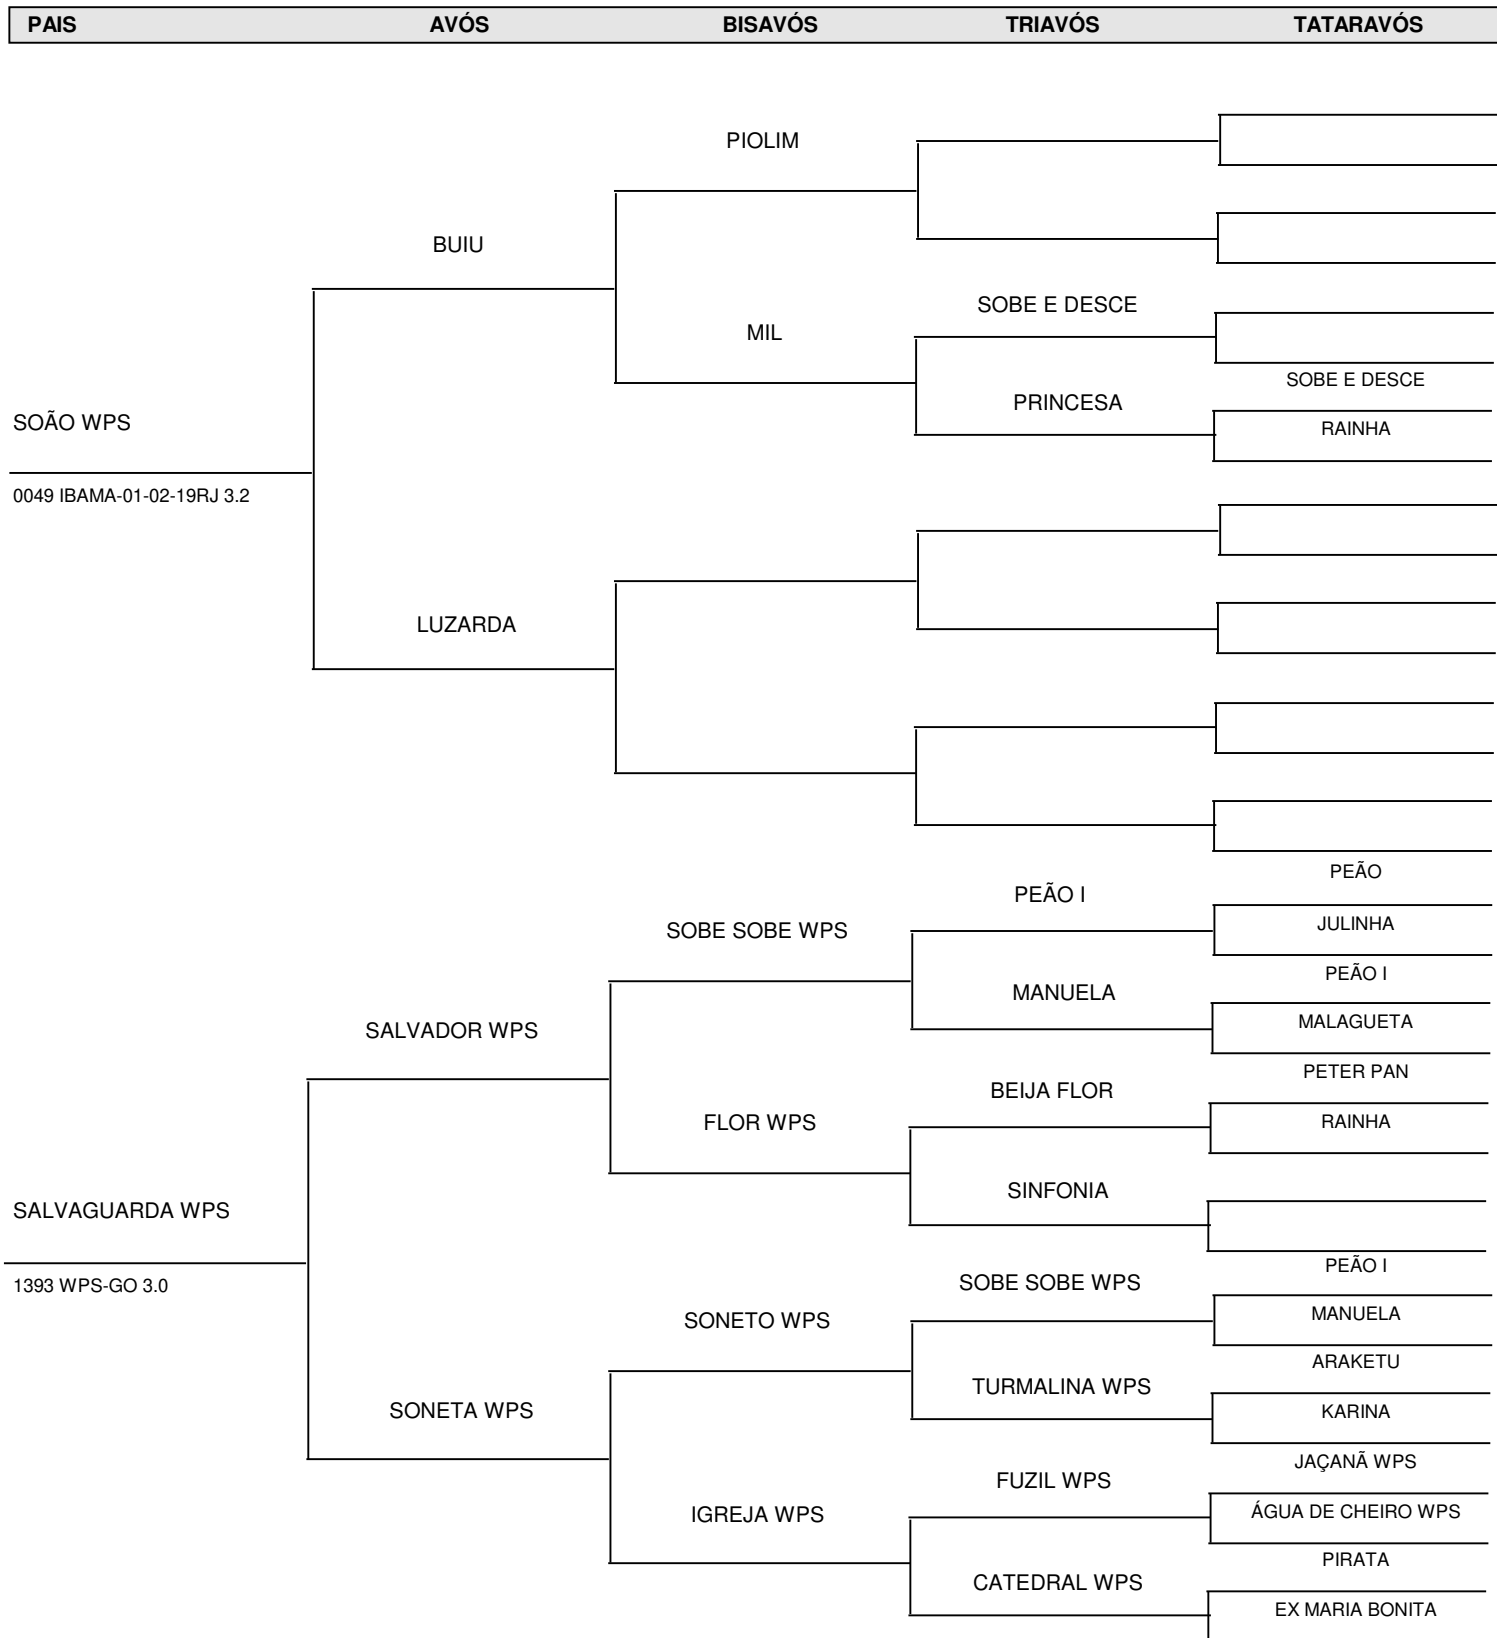 PAIS AVÓS BISAVÓS TRIAVÓS TATARAVÓS
PIOLIM
BUIU
SOBE E DESCE
MIL
SOBE E DESCE
PRINCESA
SOÃO WPS
RAINHA
0049 IBAMA-01-02-19RJ 3.2
LUZARDA
PEÃO
PEÃO I
JULINHA
SOBE SOBE WPS
PEÃO I
MANUELA
MALAGUETA
SALVADOR WPS
PETER PAN
BEIJA FLOR
RAINHA
FLOR WPS
SINFONIA
SALVAGUARDA WPS
PEÃO I
SOBE SOBE WPS
1393 WPS-GO 3.0
MANUELA
SONETO WPS
ARAKETU
TURMALINA WPS
SONETA WPS
KARINA
JAÇANÃ WPS
FUZIL WPS
ÁGUA DE CHEIRO WPS
IGREJA WPS
PIRATA
CATEDRAL WPS
EX MARIA BONITA